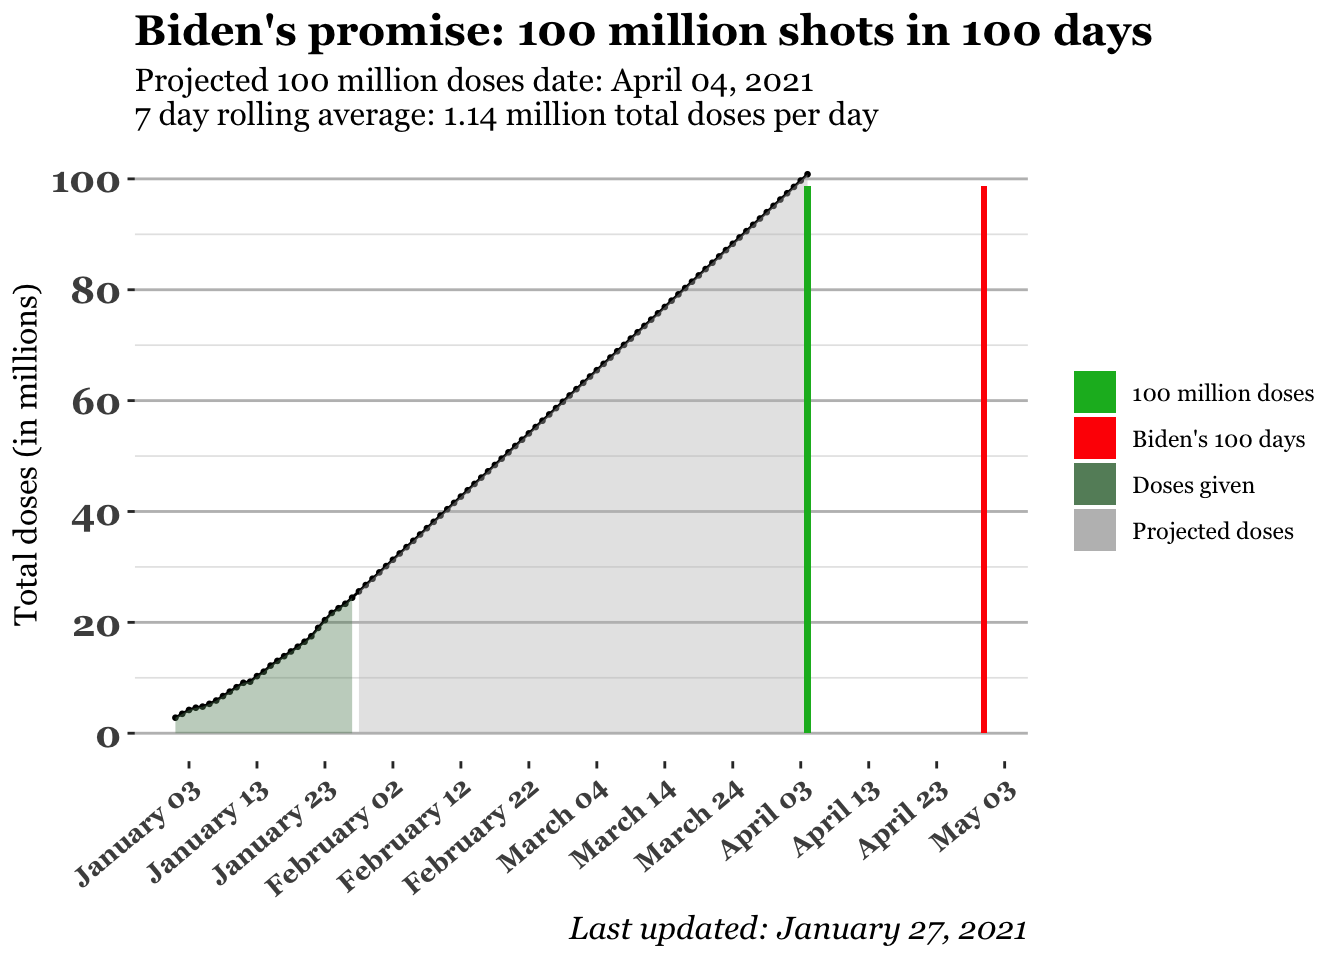 Biden's promise: 100 million shots in 100 days
Projected 100 million doses date: April 04, 2021
7 day rolling average: 1.14 million total doses per day
Total doses (in millions)
100
80
60
40
20
0
January 03
January 13
January 23
February 02
February 12
February 22
March 04
March 14
March 24
April 03
April 13
April 23
May 03
100 million doses
Biden's 100 days
Doses given
Projected doses
Last updated: January 27, 2021